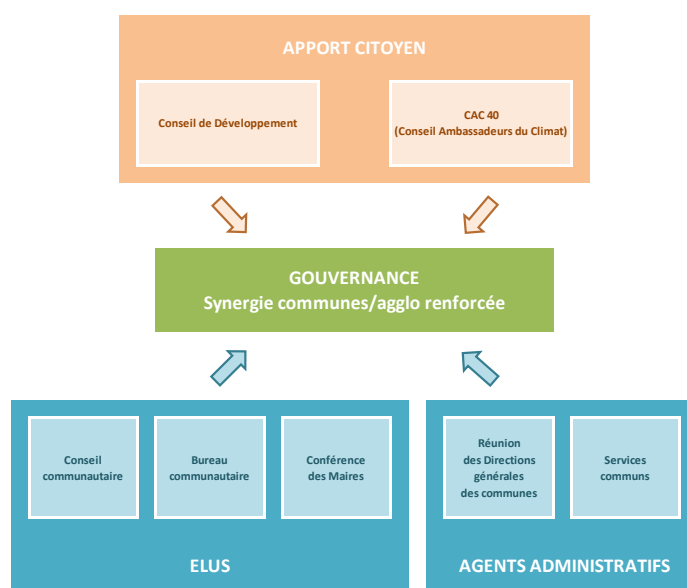 APPORT CITOYEN
Conseil de Développement
CAC 40
(Conseil Ambassadeurs du Climat)
GOUVERNANCE
Synergie communes/agglo renforcée
Conseil
communautaire
Bureau
communautaire
Conférence
des Maires
ELUS
Réunion
des Directions
générales
des communes
Services
communs
AGENTS ADMINISTRATIFS